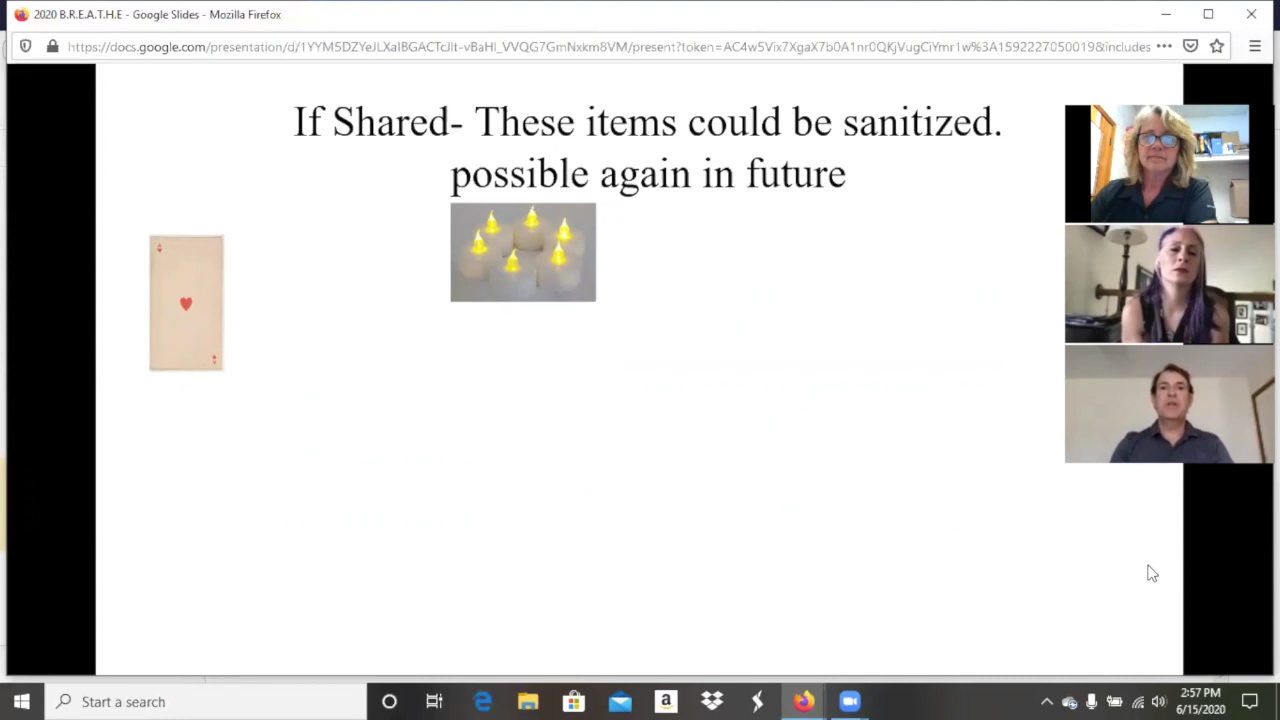 2020 B.R.E.A.T.H.E - Google Slides - Mozilla Firefox
If Shared- These items could be sanitized.
possible again in future
Start a search
2:57 PM
6/15/2020